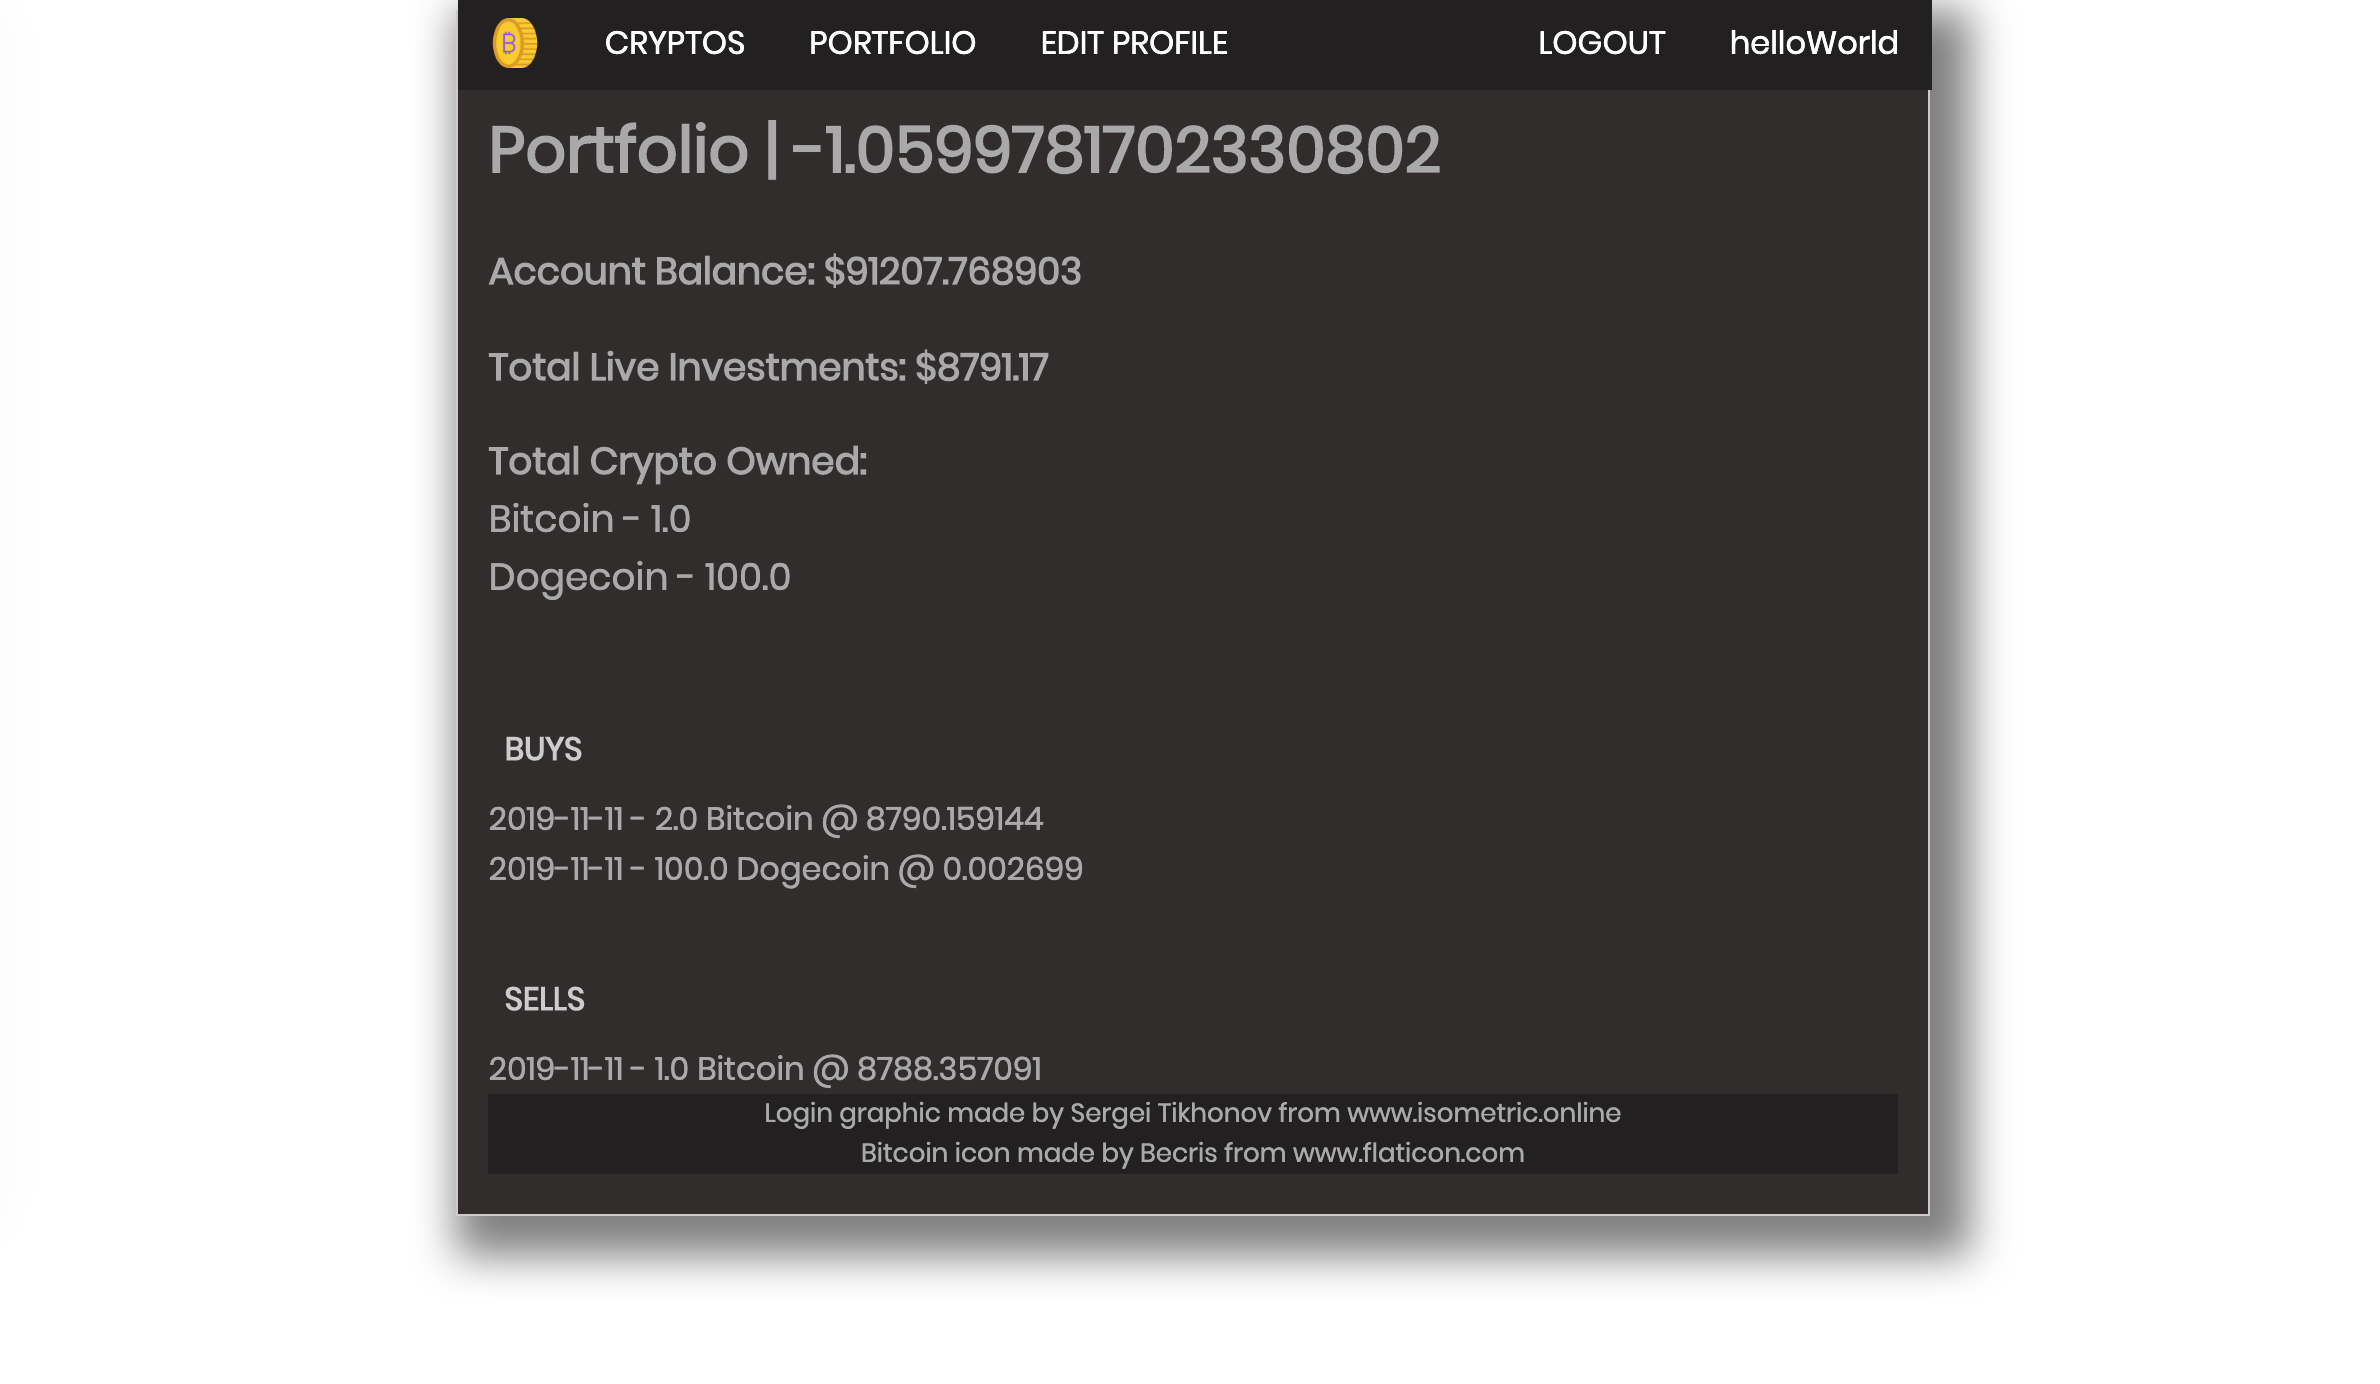 CRYPTOS PORTFOLIO EDIT PROFILE LOGOUT helloWorld
Portfolio | -1.0599781702330802
Account Balance: $91207.768903
Total Live Investments: $8791.17
Total Crypto Owned:
Bitcoin - 1.0
Dogecoin - 100.0
BUYS
2019-11-11 - 2.0 Bitcoin @ 8790.159144
2019-11-11 - 100.0 Dogecoin @ 0.002699
SELLS
2019-11-11 - 1.0 Bitcoin @ 8788.357091
Login graphic made by Sergei Tikhonov from www.isometric.online
Bitcoin icon made by Becris from www.flaticon.com